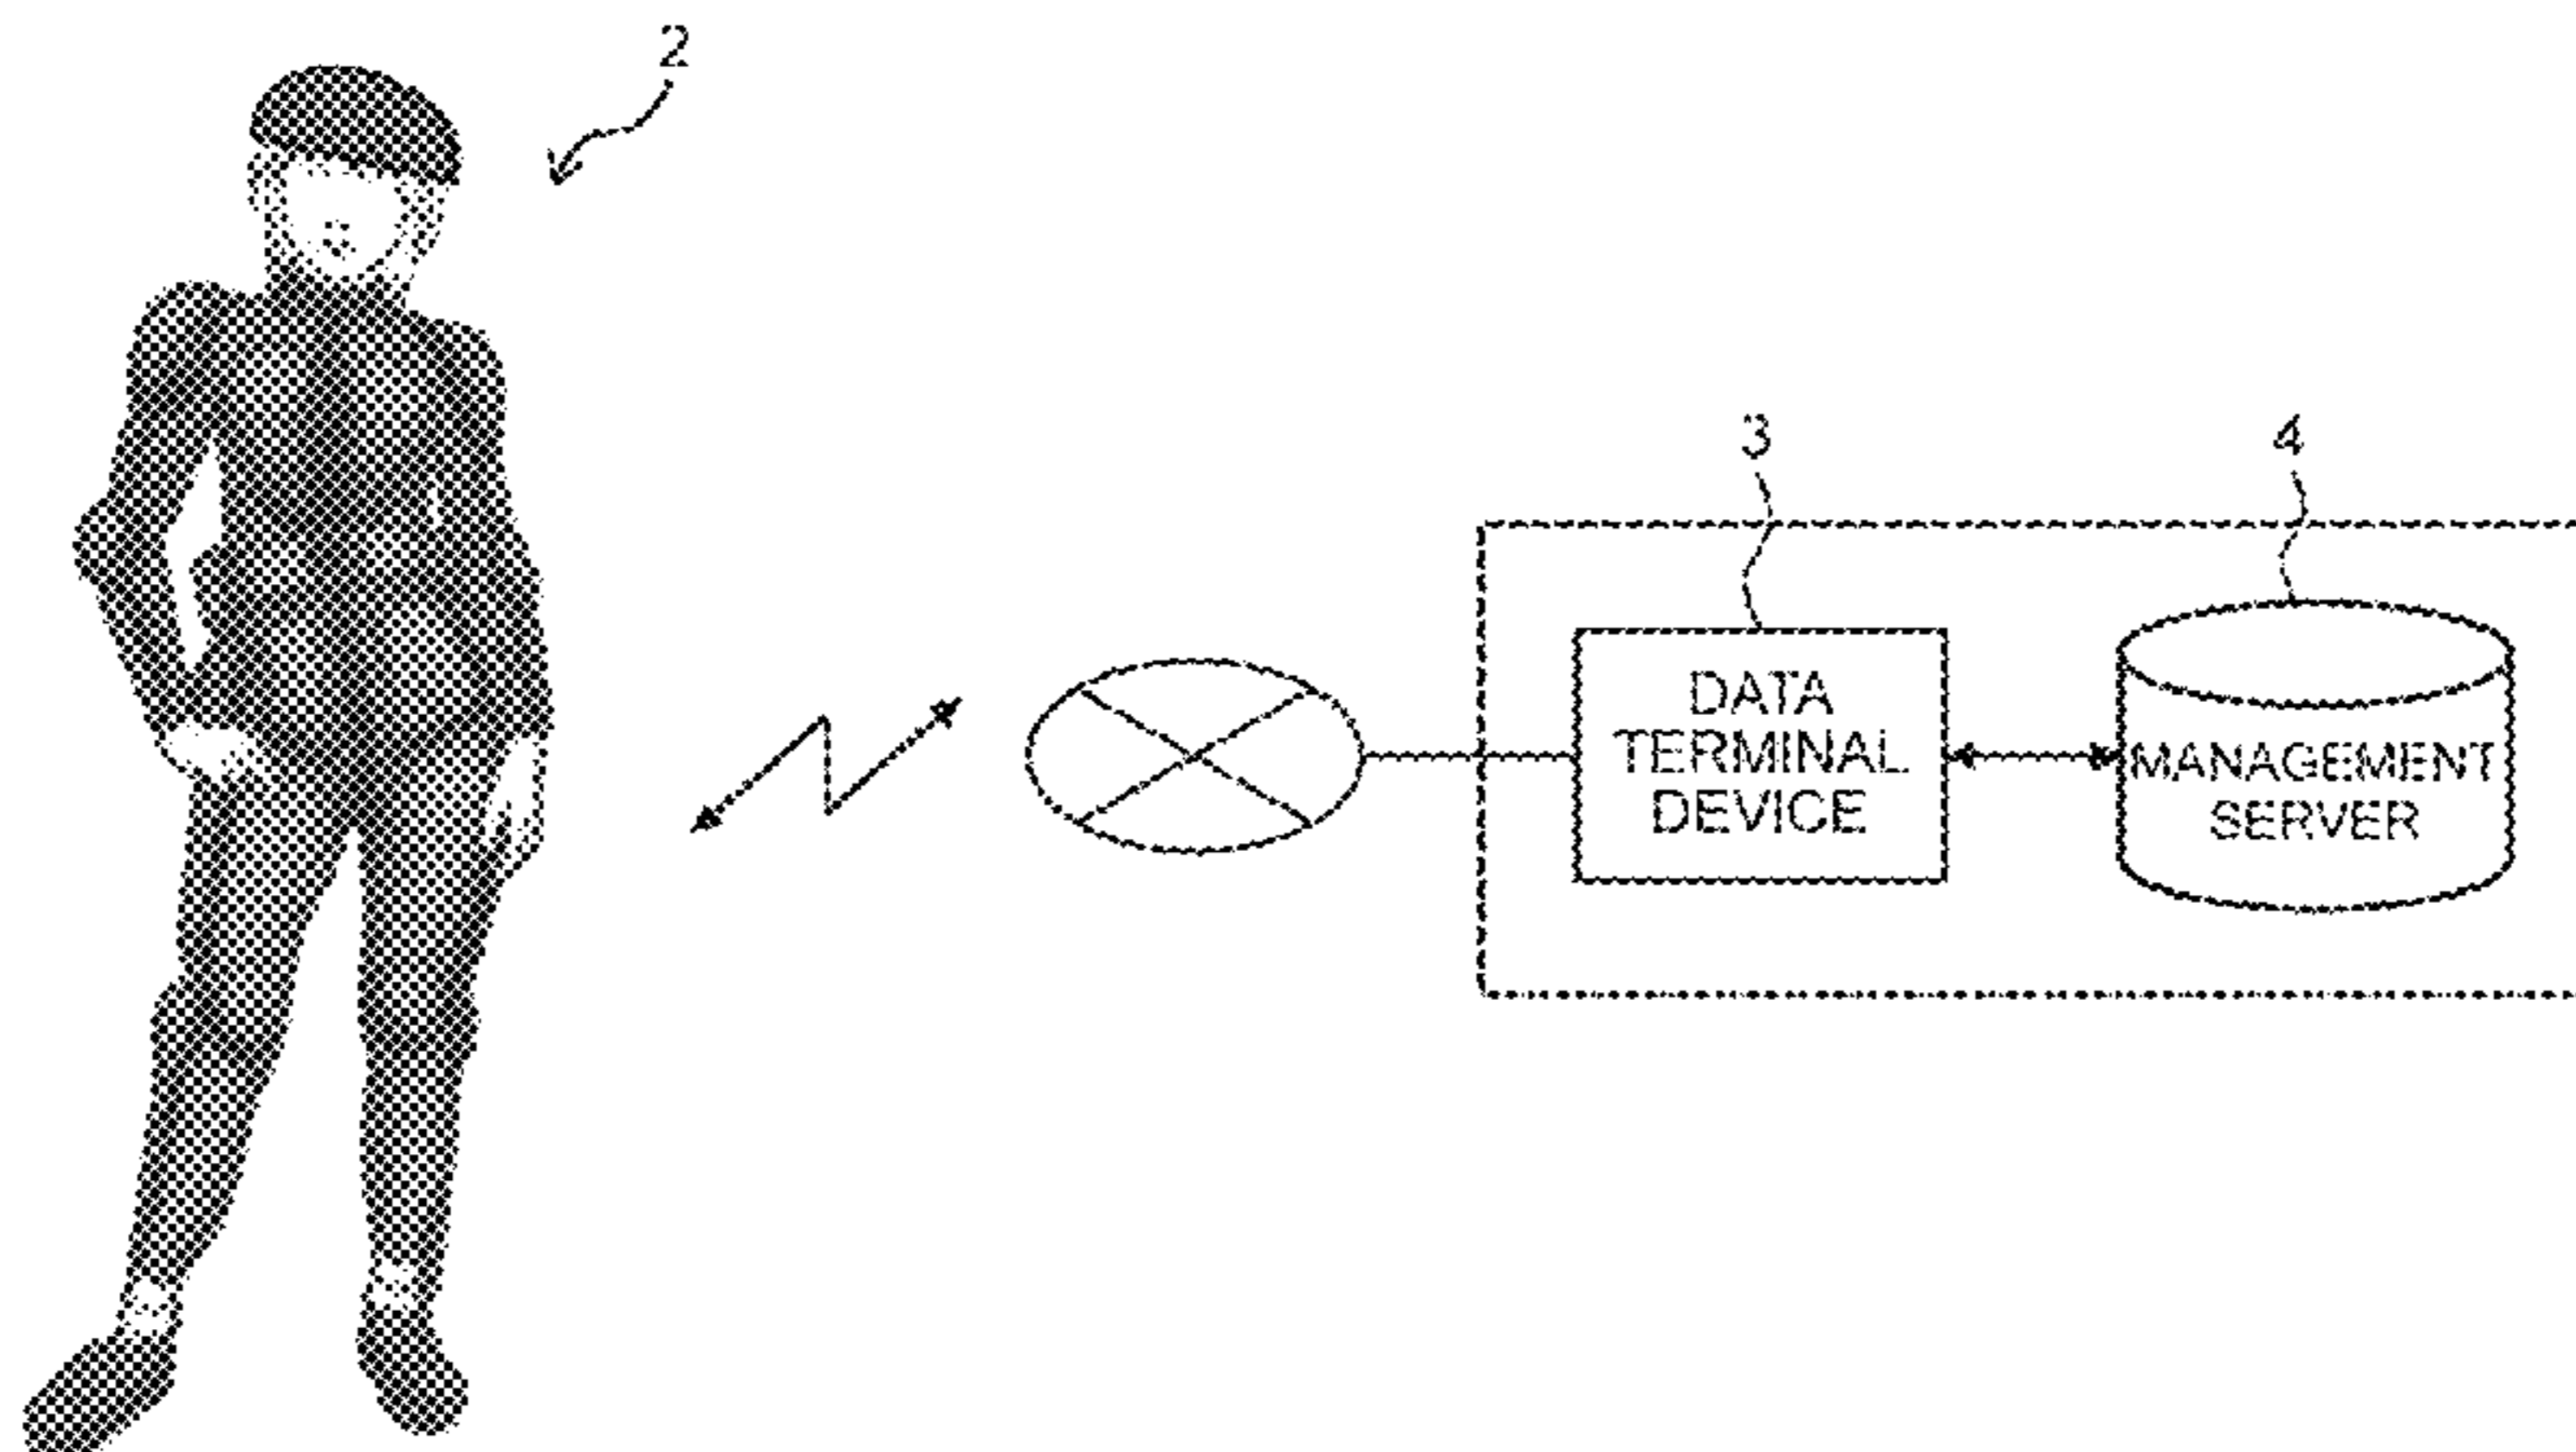 2
3
4
DATA
TERMINAL
DEVICE
MANAGEMENT
SERVER